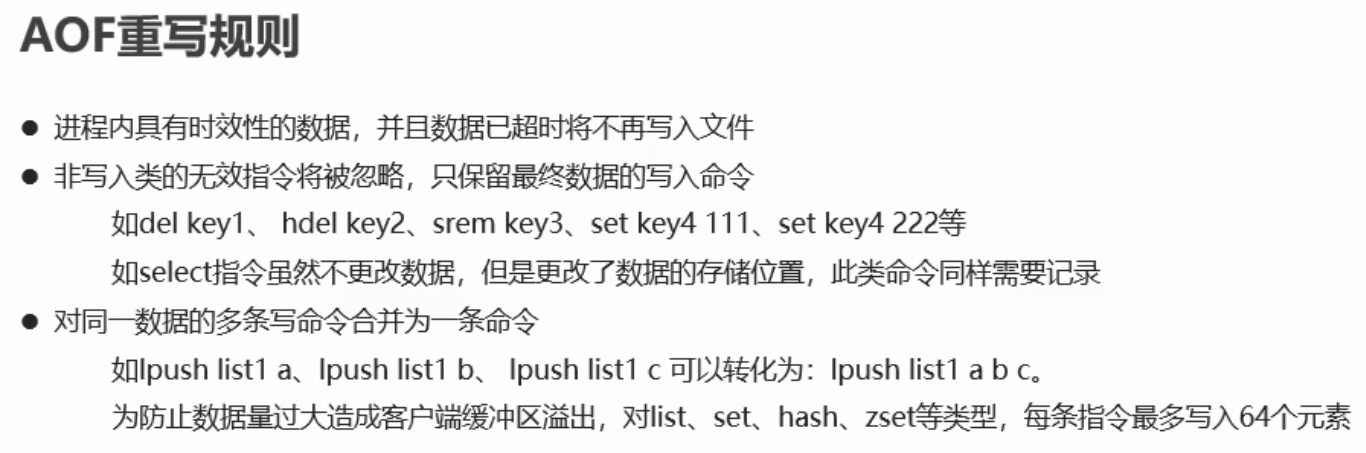 AOF重写规则
● 进程内具有时效性的数据，并且数据已超时将不再写入文件
● 非写入类的无效指令将被忽略，只保留最终数据的写入命令
如del key1、 hdel key2、srem key3、set key4 111、set key4 222等
如select指令虽然不更改数据，但是更改了数据的存储位置，此类命令同样需要记录
● 对同一数据的多条写命令合并为一条命令
如lpush list1 a、lpush list1 b、 lpush list1 c 可以转化为：lpush list1 a b c。
为防止数据量过大造成客户端缓冲区溢出，对list、set、hash、zset等类型，每条指令最多写入64个元素